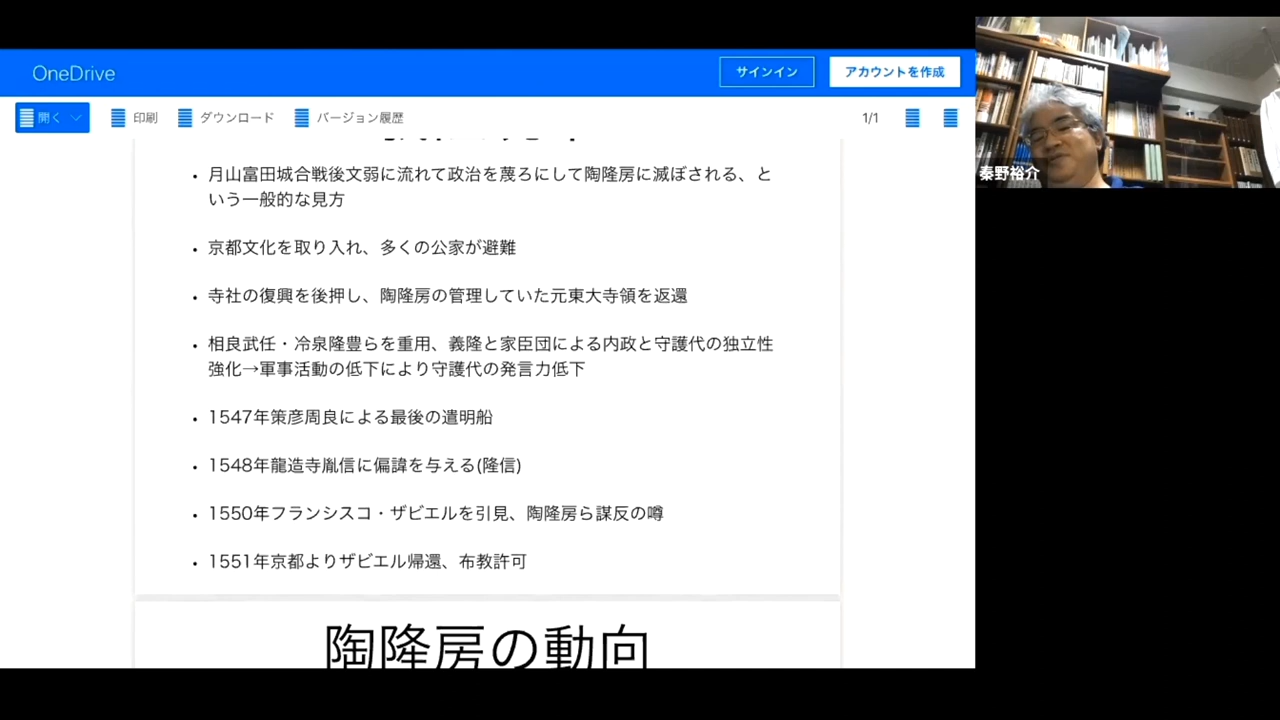 OneDrive
サインイン
アカウントを作成
開く
印刷
ダウンロード
バージョン履歴
1/1
・月山富田城合戦後文弱に流れて政治を蔑ろにして陶隆房に滅ぼされる、と
いう一般的な見方
・京都文化を取り入れ、多くの公家が避難
・寺社の復興を後押し、陶隆房の管理していた元東大寺領を返還
・相良武任・冷泉隆豊らを重用、義隆と家臣団による内政と守護代の独立性
強化→軍事活動の低下により守護代の発言力低下
・1547年策彦周良による最後の遣明船
・1548年龍造寺胤信に偏諱を与える(隆信)
・1550年フランシスコ・ザビエルを引見、陶隆房ら謀反の噂
・1551年京都よりザビエル帰還、布教許可
陶隆房の動向
秦野裕介